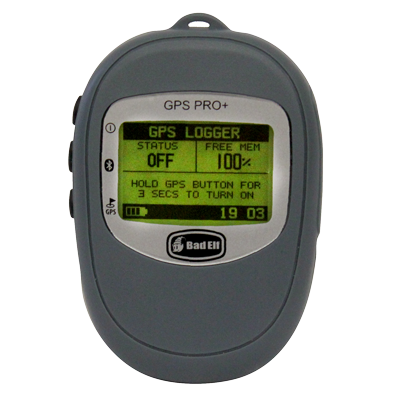 GPS PRO+
GPS LOGGER
STATUS FREE MEM
OFF 100%
HOLD GPS BUTTON FOR
3 SECS TO TURN ON
GPS
19 03
Bad Elf